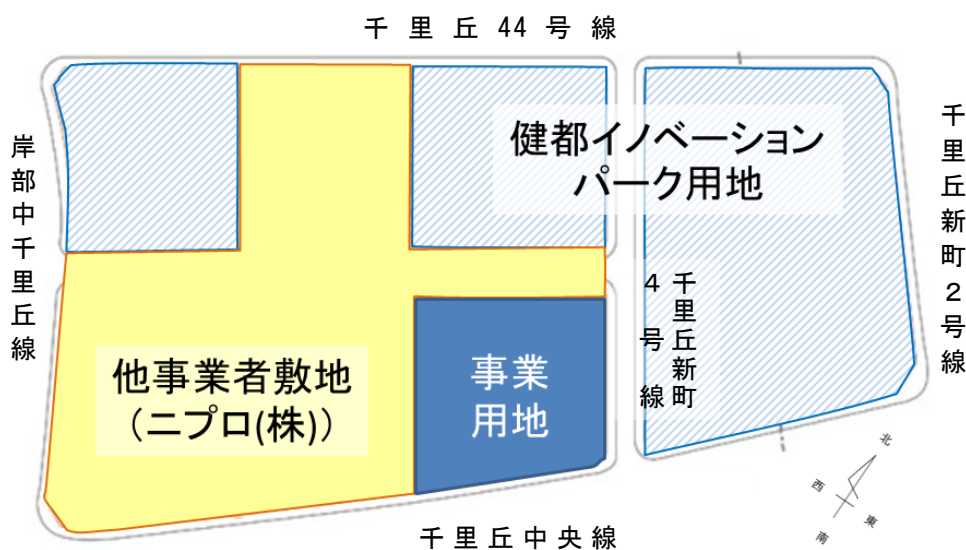 千里丘44号線
岸部中千里丘線
健都イノベーション
パーク用地
千里丘新町２号線
千里丘新町
４号線
他事業者敷地
（ニプロ(株)）
事業
用地
千里丘中央線
北
西
東
南